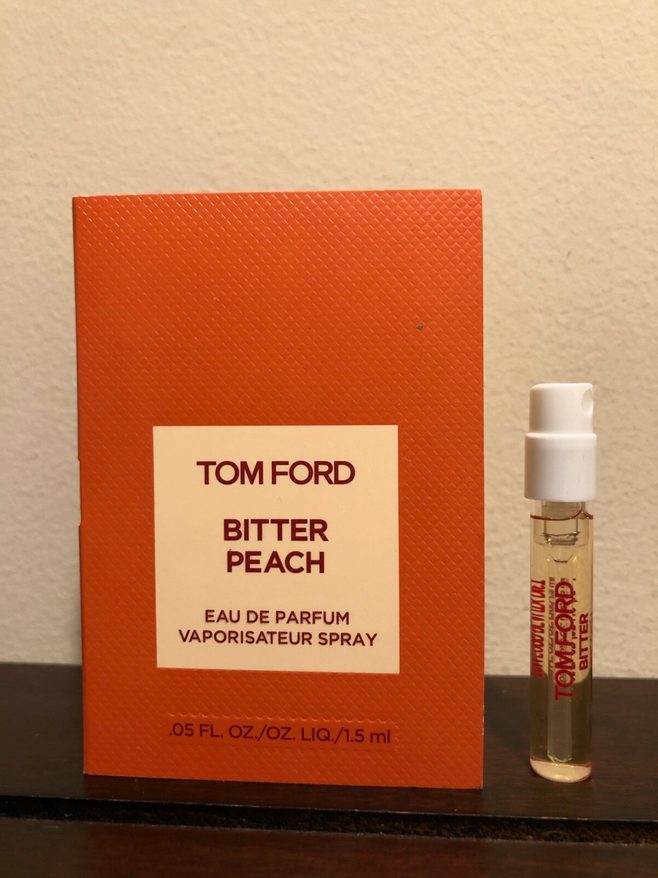 TOM FORD
BITTER
PEACH
EAU DE PARFUM
VAPORISATEUR SPRAY
.05 FL. OZ./OZ. LIQ./1.5 ml
TOM FORD
BITTER